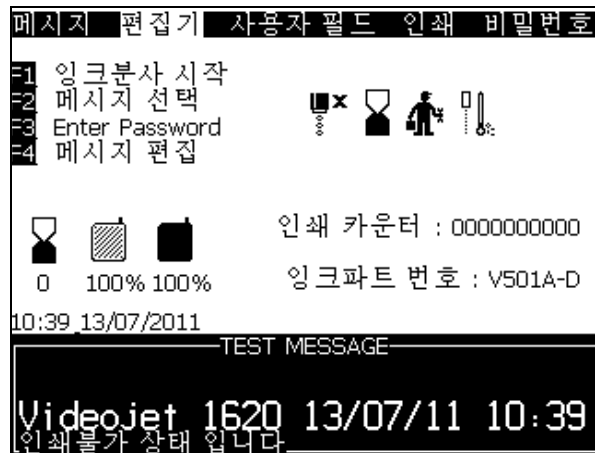 메시지 편집기 사용자 필드 인쇄 비밀번호
F1 잉크분사 시작
F2 메시지 선택
F3 Enter Password
F4 메시지 편집
인쇄 카운터 : 0000000000
0 100% 100%
잉크파트 번호 : V501A-D
10:39 13/07/2011
TEST MESSAGE
Videojet 1620 13/07/11 10:39
인쇄불가 상태 입니다